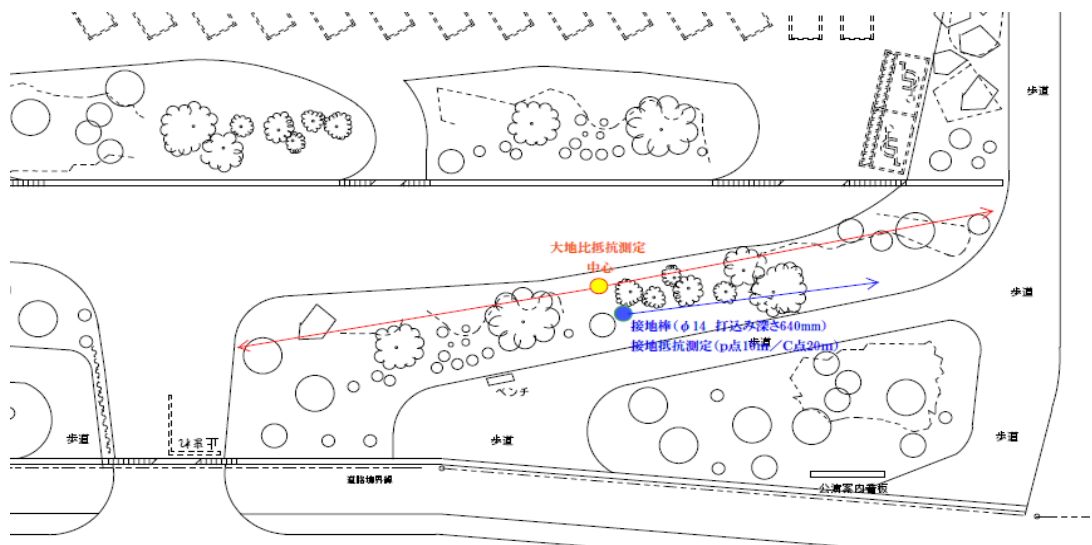 歩道
大地比抵抗測定
中心
歩道
接地棒(φ14 打込み深さ640mm)
歩道
接地抵抗測定(p点10m/C点20m)
ベンチ
歩道
歩道
歩道
道路境界線
公演案内看板